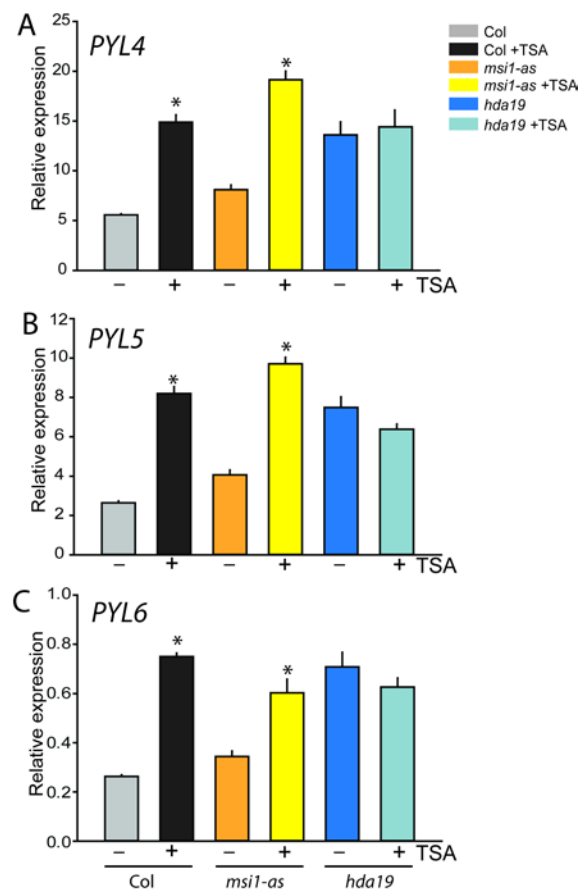 A
PYL4
Col
Col +TSA
msi1-as
msi1-as +TSA
hda19
hda19 +TSA
Relative expression
25
20
15
10
5
0
*
*
– + – + – + TSA
B
PYL5
Relative expression
12
10
8
6
4
2
0
*
*
– + – + – + TSA
C
PYL6
Relative expression
1.0
0.8
0.6
0.4
0.2
0.0
*
*
– + – + – + TSA
Col msi1-as hda19